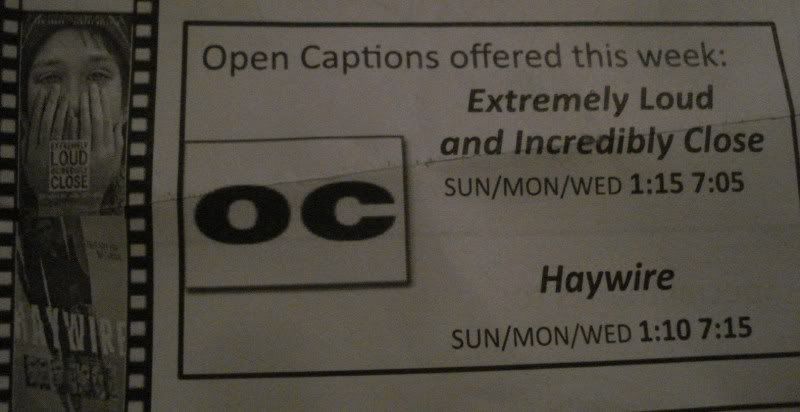 EXTREMELY
LOUD
CLOSE
HAYWIRE
Open Captions offered this week:
OC
Extremely Loud
and Incredibly Close
SUN/MON/WED 1:15 7:05
Haywire
SUN/MON/WED 1:10 7:15